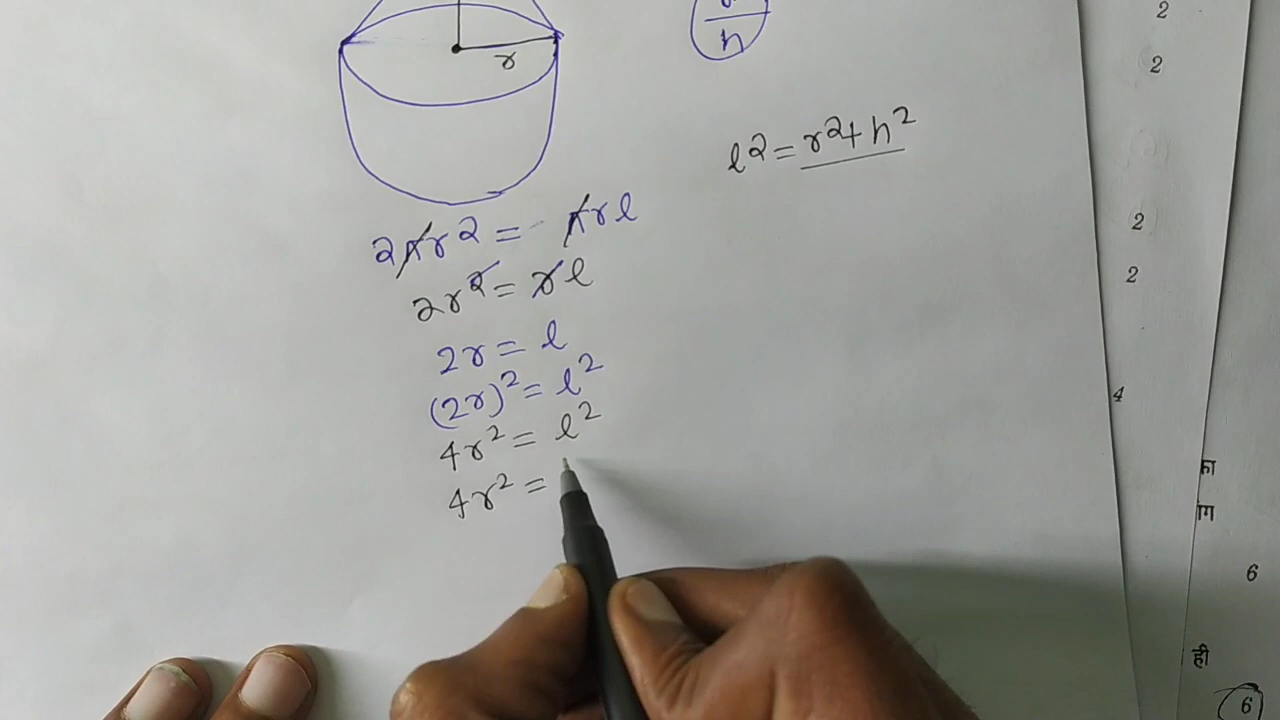 r
h
l² = r² + h²
2πr² = πrl
2r² = rl
2r = l
(2r)² = l²
4r² = l²
4r² =
2
2
2
2
4
का
ग
6
ही
6